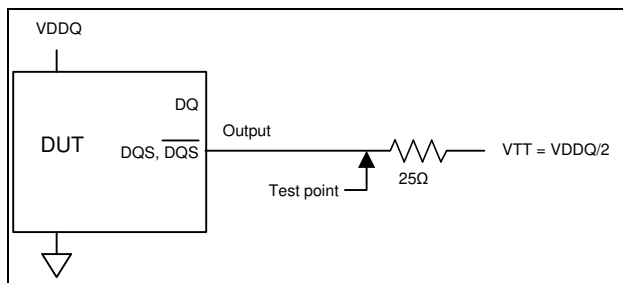 VDDQ
DQ
DUT
Output
DQS, DQS
VTT = VDDQ/2
Test point
25Ω